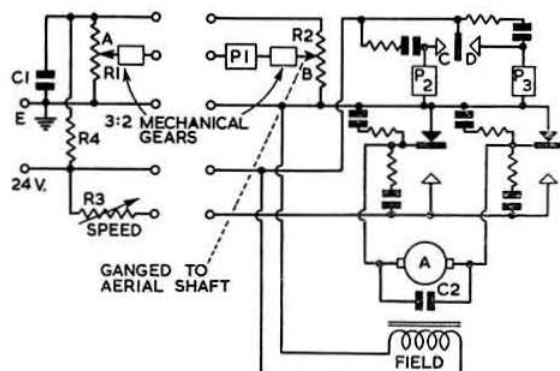 A
R1
C1
E
R4
3:2 MECHANICAL
GEARS
24 V.
R3
SPEED
GANGED TO
AERIAL SHAFT
P1
R2
B
C
D
P2
P3
A
C2
FIELD